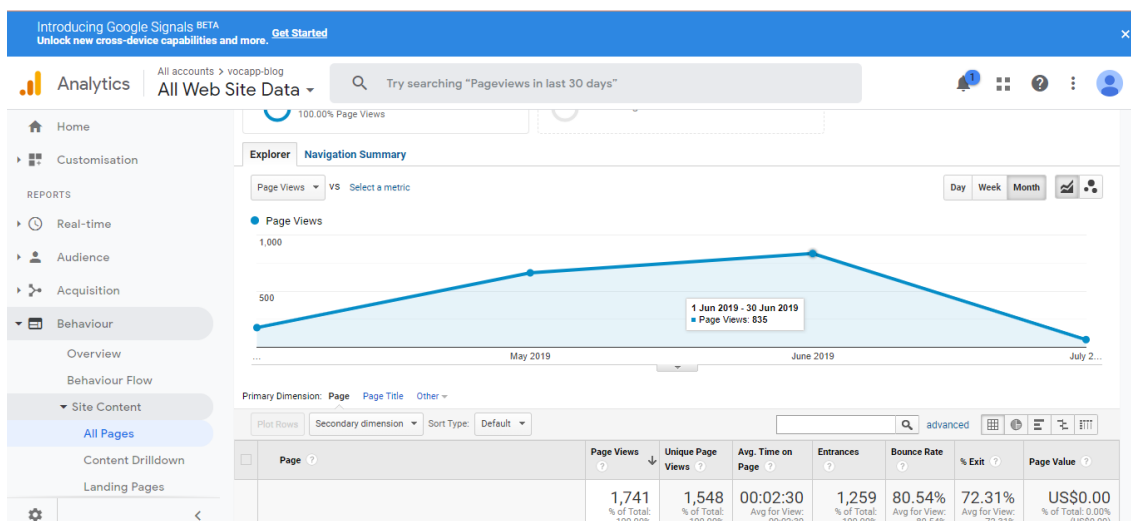 Introducing Google Signals BETA
Unlock new cross-device capabilities and more. Get Started
Analytics
All accounts > vocapp-blog
All Web Site Data
Try searching “Pageviews in last 30 days”
1
Home
Customisation
REPORTS
Real-time
Audience
Acquisition
Behaviour
Overview
Behaviour Flow
Site Content
All Pages
Content Drilldown
Landing Pages
100.00% Page Views
Explorer Navigation Summary
Page Views VS Select a metric
Day Week Month
Page Views
1,000
500
1 Jun 2019 - 30 Jun 2019
Page Views: 835
... May 2019 June 2019 July 2...
Primary Dimension: Page Page Title Other
Plot Rows Secondary dimension Sort Type: Default advanced
Page ? Page Views ? Unique Page Views ? Avg. Time on Page ? Entrances ? Bounce Rate ? % Exit ? Page Value ?
1,741 1,548 00:02:30 1,259 80.54% 72.31% US$0.00
% of Total: % of Total: Avg for View: % of Total: Avg for View: Avg for View: % of Total: 0.00%